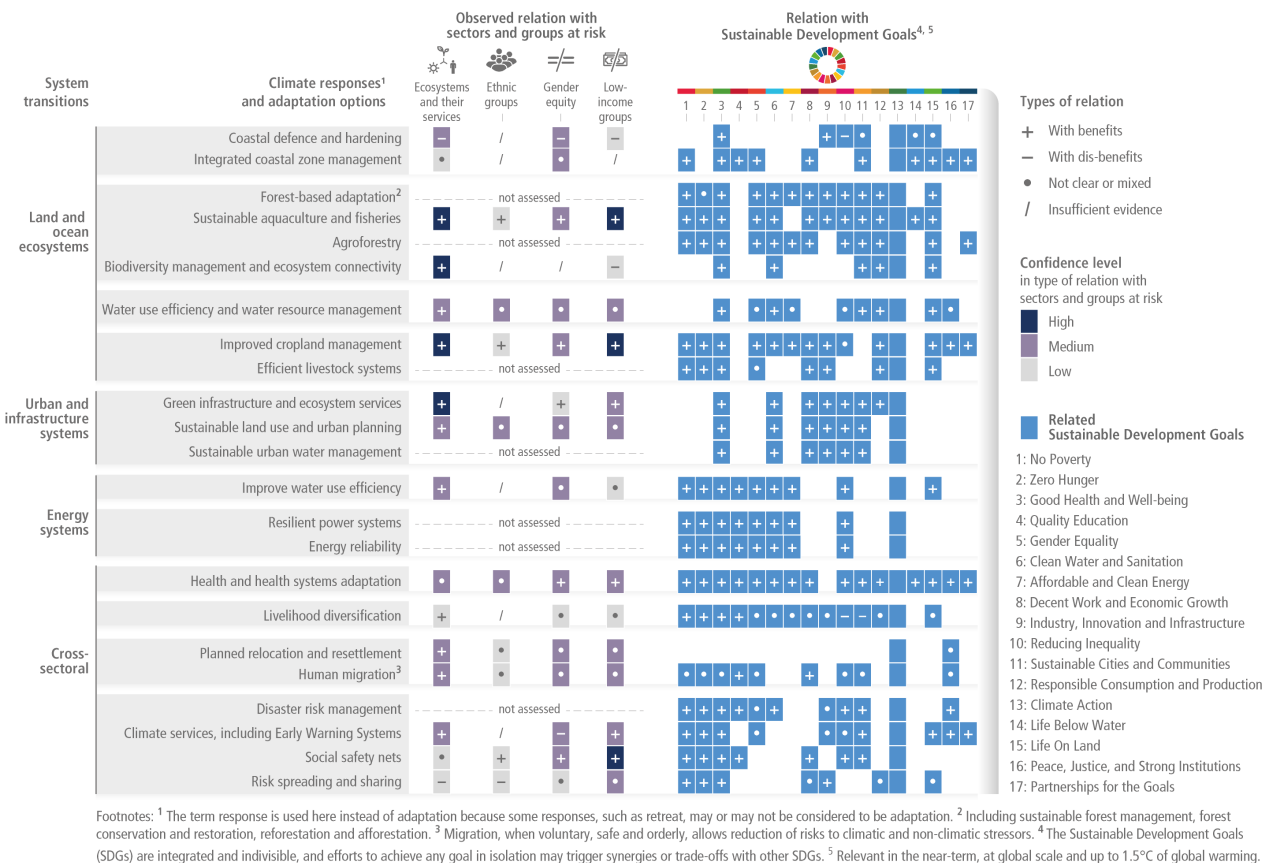 Observed relation with
sectors and groups at risk
Relation with
Sustainable Development Goals4, 5
System
transitions
Climate responses1
and adaptation options
Ecosystems
and their
services
Ethnic
groups
Gender
equity
Low-
income
groups
1 2 3 4 5 6 7 8 9 10 11 12 13 14 15 16 17
Land and
ocean
ecosystems
Coastal defence and hardening − / − − + + − • • •
Integrated coastal zone management • / • / + + + + + + + + + +
Forest-based adaptation2 not assessed + • + + + + + + + + + +
Sustainable aquaculture and fisheries + + + + + + + + + + + + + + + +
Agroforestry not assessed + + + + + + + + + + + +
Biodiversity management and ecosystem connectivity + / / − + + + + +
Water use efficiency and water resource management + • • • + • + • • + + + •
Improved cropland management + + + + + + + + + + + + • + + + +
Efficient livestock systems not assessed + + + • + + + +
Urban and
infrastructure
systems
Green infrastructure and ecosystem services + / + + + + + + + + +
Sustainable land use and urban planning + • • • + + + + + +
Sustainable urban water management not assessed + + + + + +
Energy
systems
Improve water use efficiency + / • • + + + + + + + + +
Resilient power systems not assessed + + + + + + + +
Energy reliability not assessed + + + + + + + +
Cross-
sectoral
Health and health systems adaptation • • + + + + + + + + + + + + + + + + +
Livelihood diversification + / • • + + + + • • • • • − − • •
Planned relocation and resettlement + • • • •
Human migration3 + • • • • • • + • + • • •
Disaster risk management not assessed + + + + • + • + + +
Climate services, including Early Warning Systems + / − + + + + • • • + + + +
Social safety nets • + + + + + + + + + +
Risk spreading and sharing − − • • + + + • + • •
Types of relation
+ With benefits
− With dis-benefits
• Not clear or mixed
/ Insufficient evidence
Confidence level
in type of relation with
sectors and groups at risk
High
Medium
Low
Related
Sustainable Development Goals
1: No Poverty
2: Zero Hunger
3: Good Health and Well-being
4: Quality Education
5: Gender Equality
6: Clean Water and Sanitation
7: Affordable and Clean Energy
8: Decent Work and Economic Growth
9: Industry, Innovation and Infrastructure
10: Reducing Inequality
11: Sustainable Cities and Communities
12: Responsible Consumption and Production
13: Climate Action
14: Life Below Water
15: Life On Land
16: Peace, Justice, and Strong Institutions
17: Partnerships for the Goals
Footnotes: 1 The term response is used here instead of adaptation because some responses, such as retreat, may or may not be considered to be adaptation. 2 Including sustainable forest management, forest
conservation and restoration, reforestation and afforestation. 3 Migration, when voluntary, safe and orderly, allows reduction of risks to climatic and non-climatic stressors. 4 The Sustainable Development Goals
(SDGs) are integrated and indivisible, and efforts to achieve any goal in isolation may trigger synergies or trade-offs with other SDGs. 5 Relevant in the near-term, at global scale and up to 1.5°C of global warming.